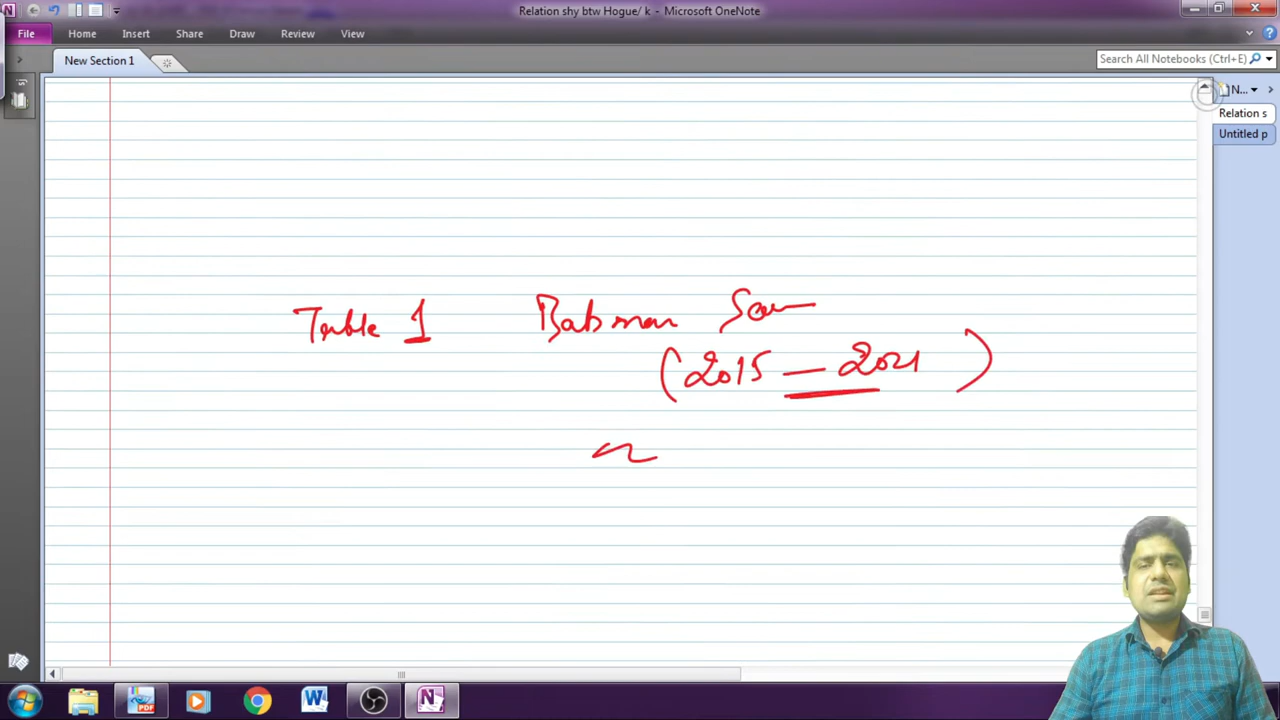 Relation shy btw Hogue/ k - Microsoft OneNote
File Home Insert Share Draw Review View
New Section 1
Search All Notebooks (Ctrl+E)
N...
Relation s
Untitled p
Table 1
(2015 — 2021)